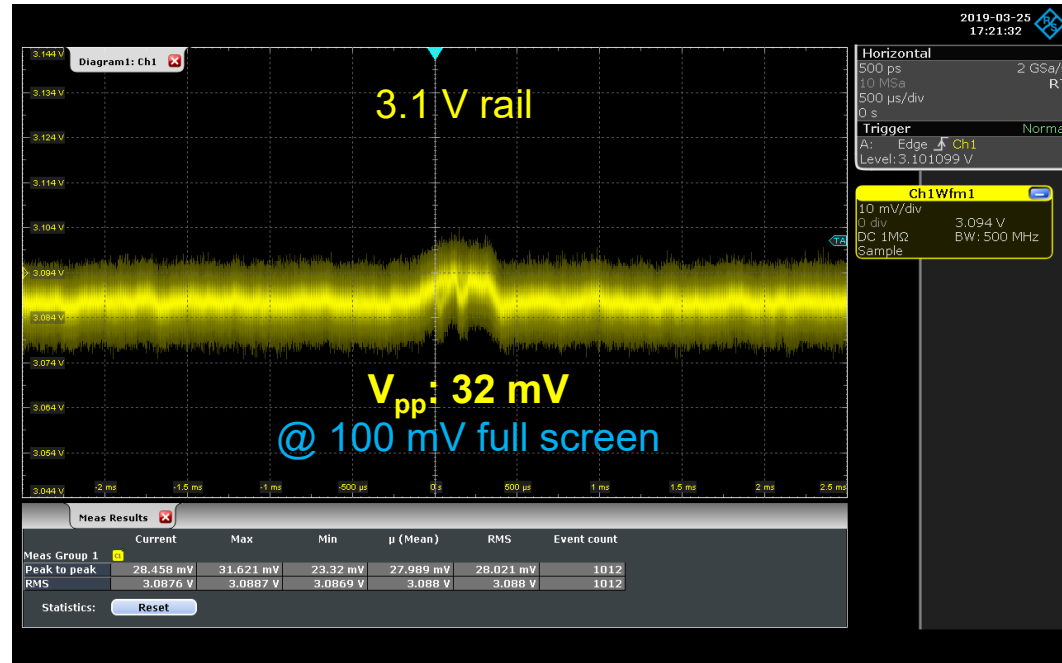 2019-03-25
17:21:32
Diagram1: Ch1
3.144 V
3.134 V
3.124 V
3.114 V
3.104 V
3.094 V
3.084 V
3.074 V
3.064 V
3.054 V
3.044 V
3.1 V rail
TA
Vpp: 32 mV
@ 100 mV full screen
-2 ms -1.5 ms -1 ms -500 µs 0 s 500 µs 1 ms 1.5 ms 2 ms 2.5 ms
Horizontal
500 ps 2 GSa/
10 MSa R
500 µs/div
0 s
Trigger Norma
A: Edge Ch1
Level: 3.101099 V
Ch1Wfm1
10 mV/div
0 div 3.094 V
DC 1MΩ BW: 500 MHz
Sample
Meas Results
Current Max Min µ (Mean) RMS Event count
Meas Group 1 C1
Peak to peak 28.458 mV 31.621 mV 23.32 mV 27.989 mV 28.021 mV 1012
RMS 3.0876 V 3.0887 V 3.0869 V 3.088 V 3.088 V 1012
Statistics: Reset